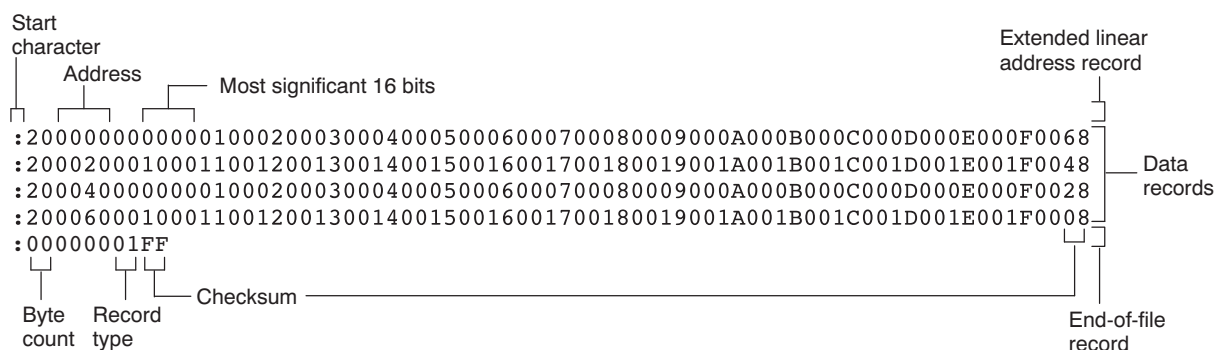 Start
character
Address
Most significant 16 bits
Extended linear
address record
:2000000000000100020003000400050006000700080009000A000B000C000D000E000F0068
:2000200010001100120013001400150016001700180019001A001B001C001D001E001F0048
:2000400000000100020003000400050006000700080009000A000B000C000D000E000F0028
:2000600010001100120013001400150016001700180019001A001B001C001D001E001F0008
:00000001FF
Data
records
Checksum
Byte
count
Record
type
End-of-file
record